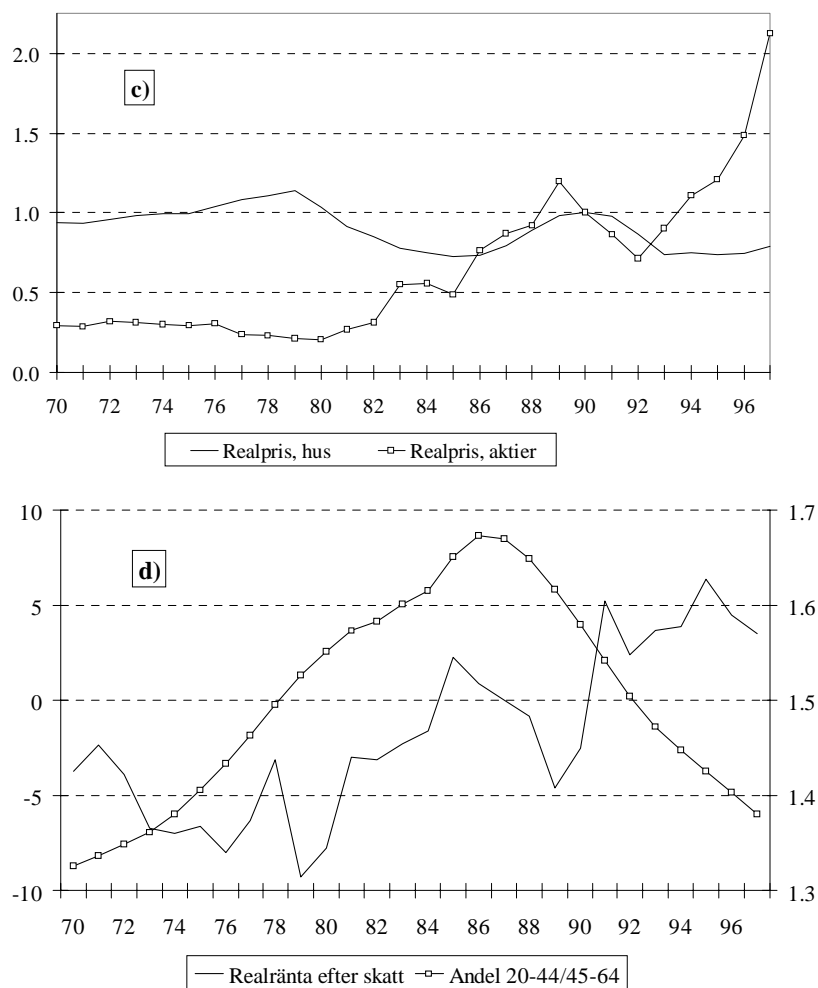 c)
2.0
1.5
1.0
0.5
0.0
70 72 74 76 78 80 82 84 86 88 90 92 94 96
Realpris, hus Realpris, aktier
d)
10 1.7
5 1.6
0 1.5
-5 1.4
-10 1.3
70 72 74 76 78 80 82 84 86 88 90 92 94 96
Realränta efter skatt Andel 20-44/45-64